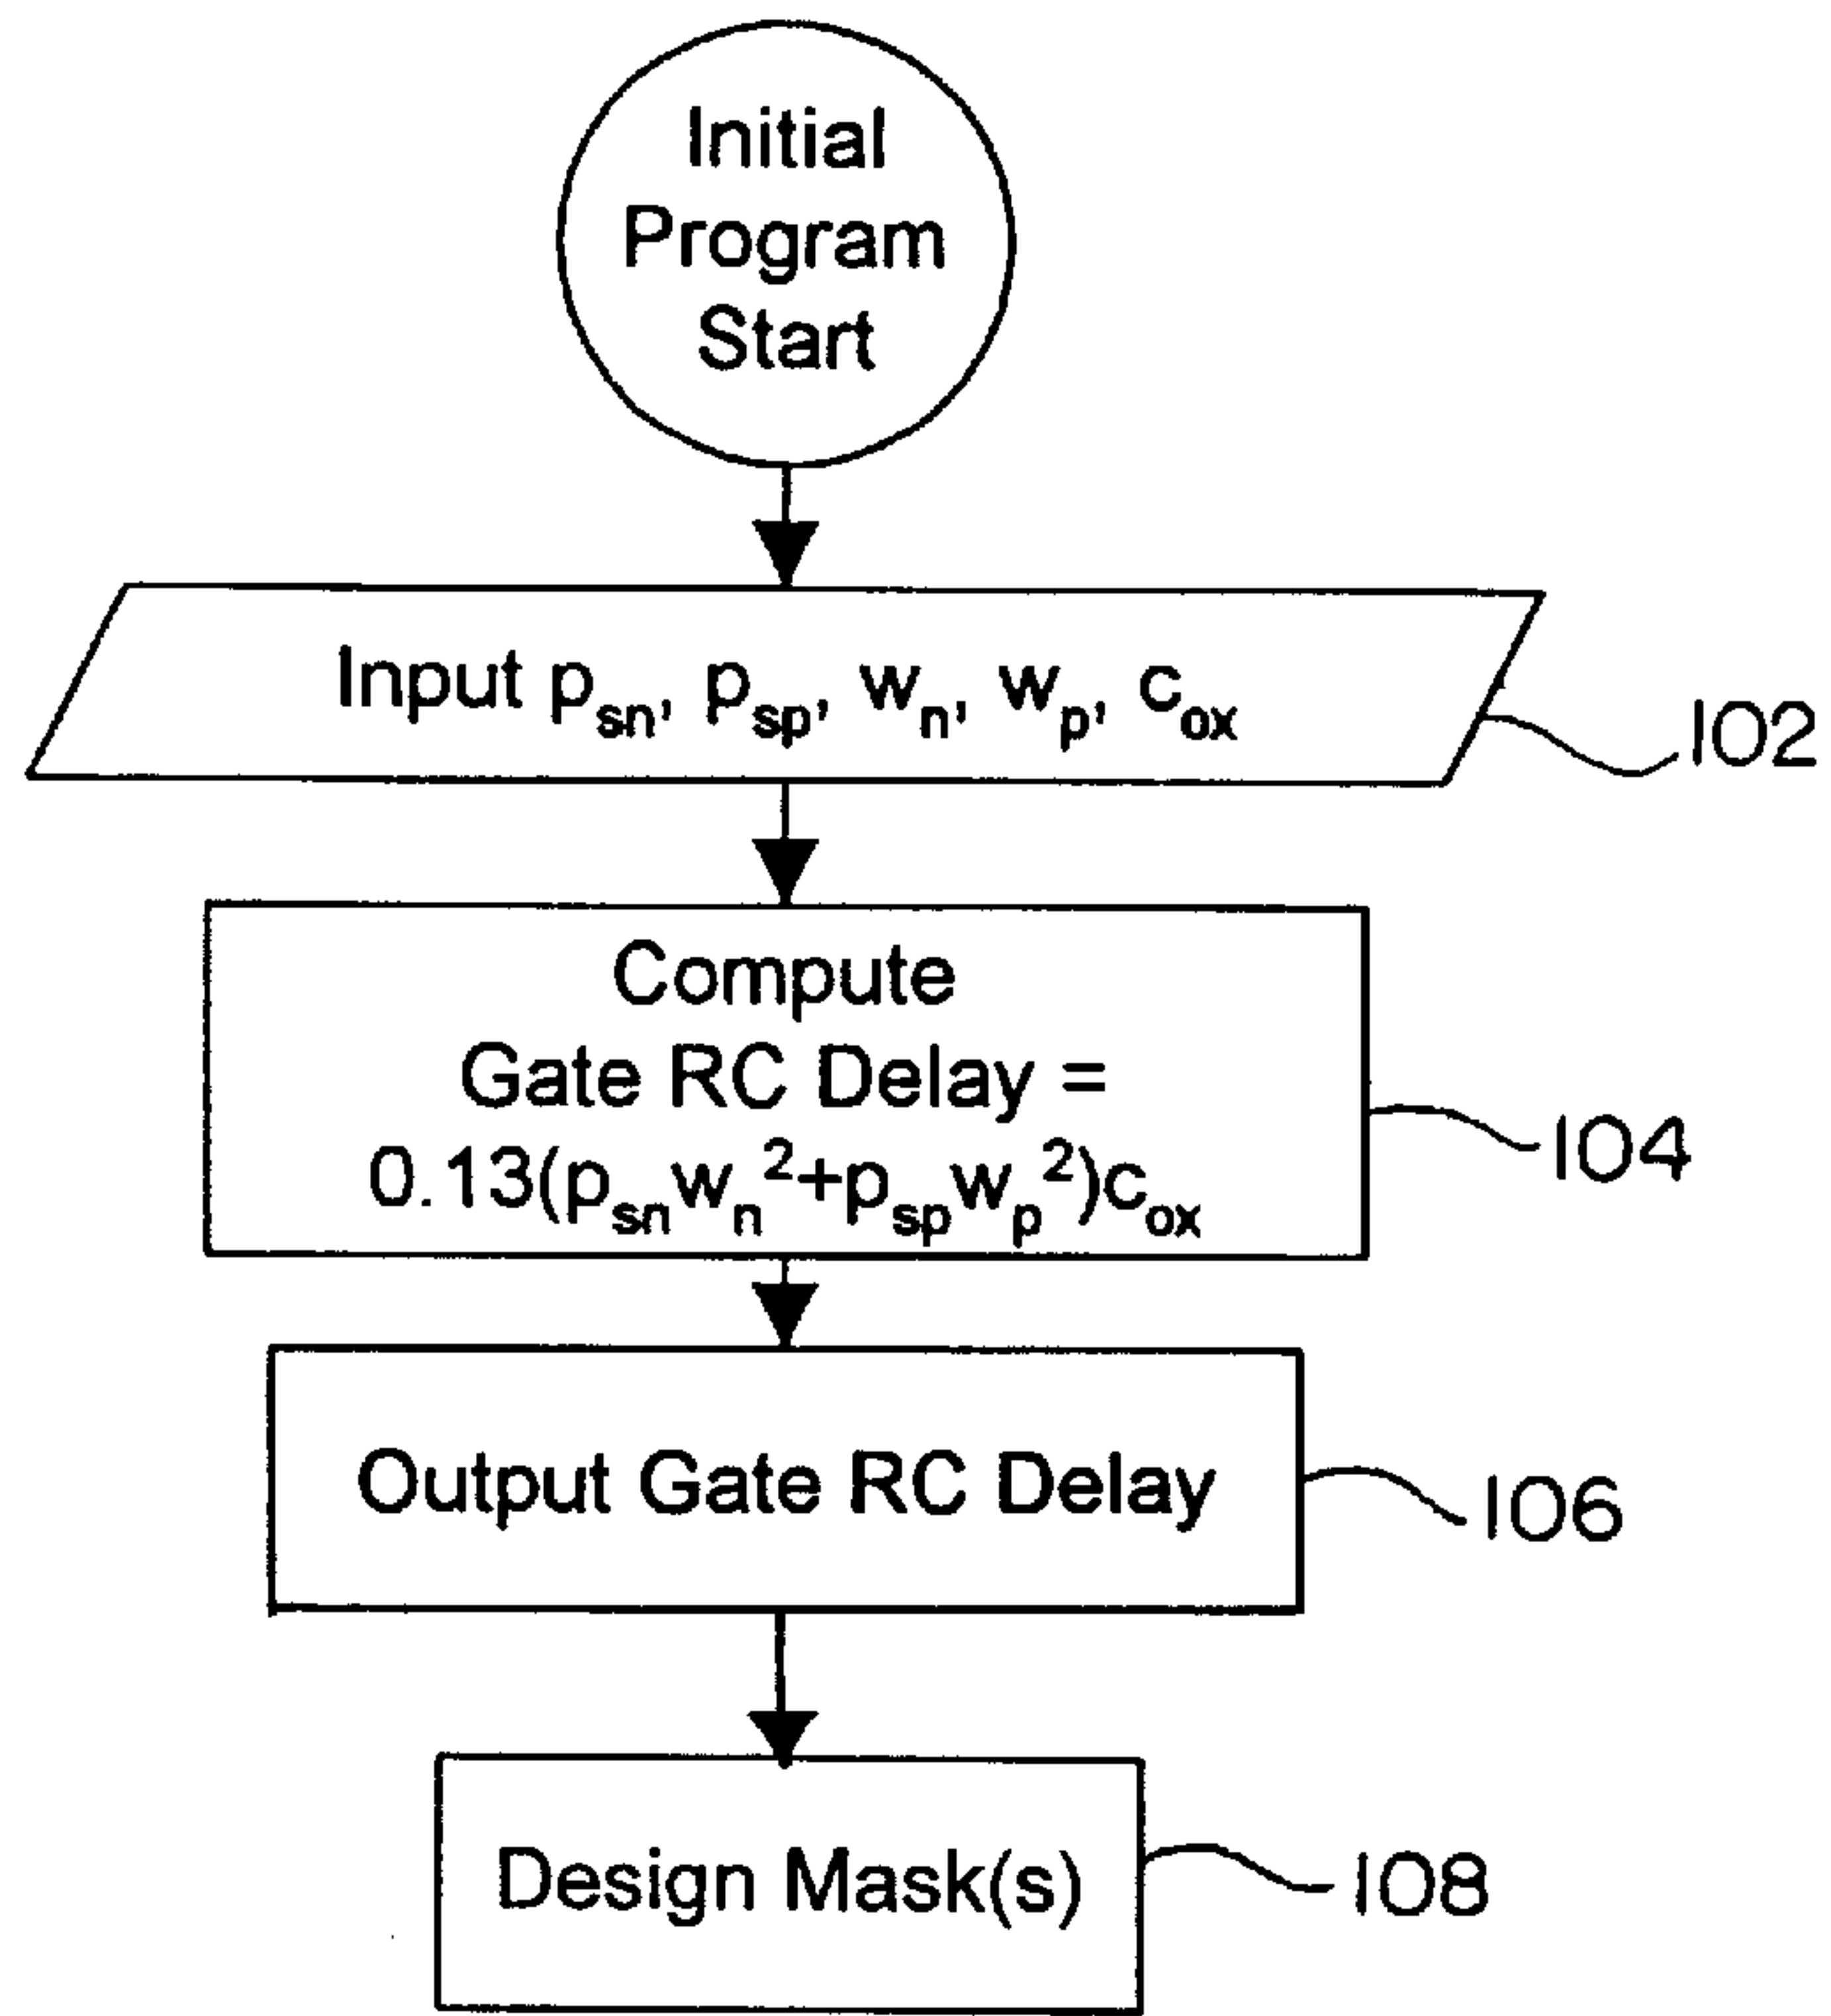 Initial
Program
Start
Input pₛₙ, pₛₚ, wₙ, wₚ, cₒₓ
102
Compute
Gate RC Delay =
0.13(pₛₙwₙ²+pₛₚwₚ²)cₒₓ
104
Output Gate RC Delay
106
Design Mask(s)
108